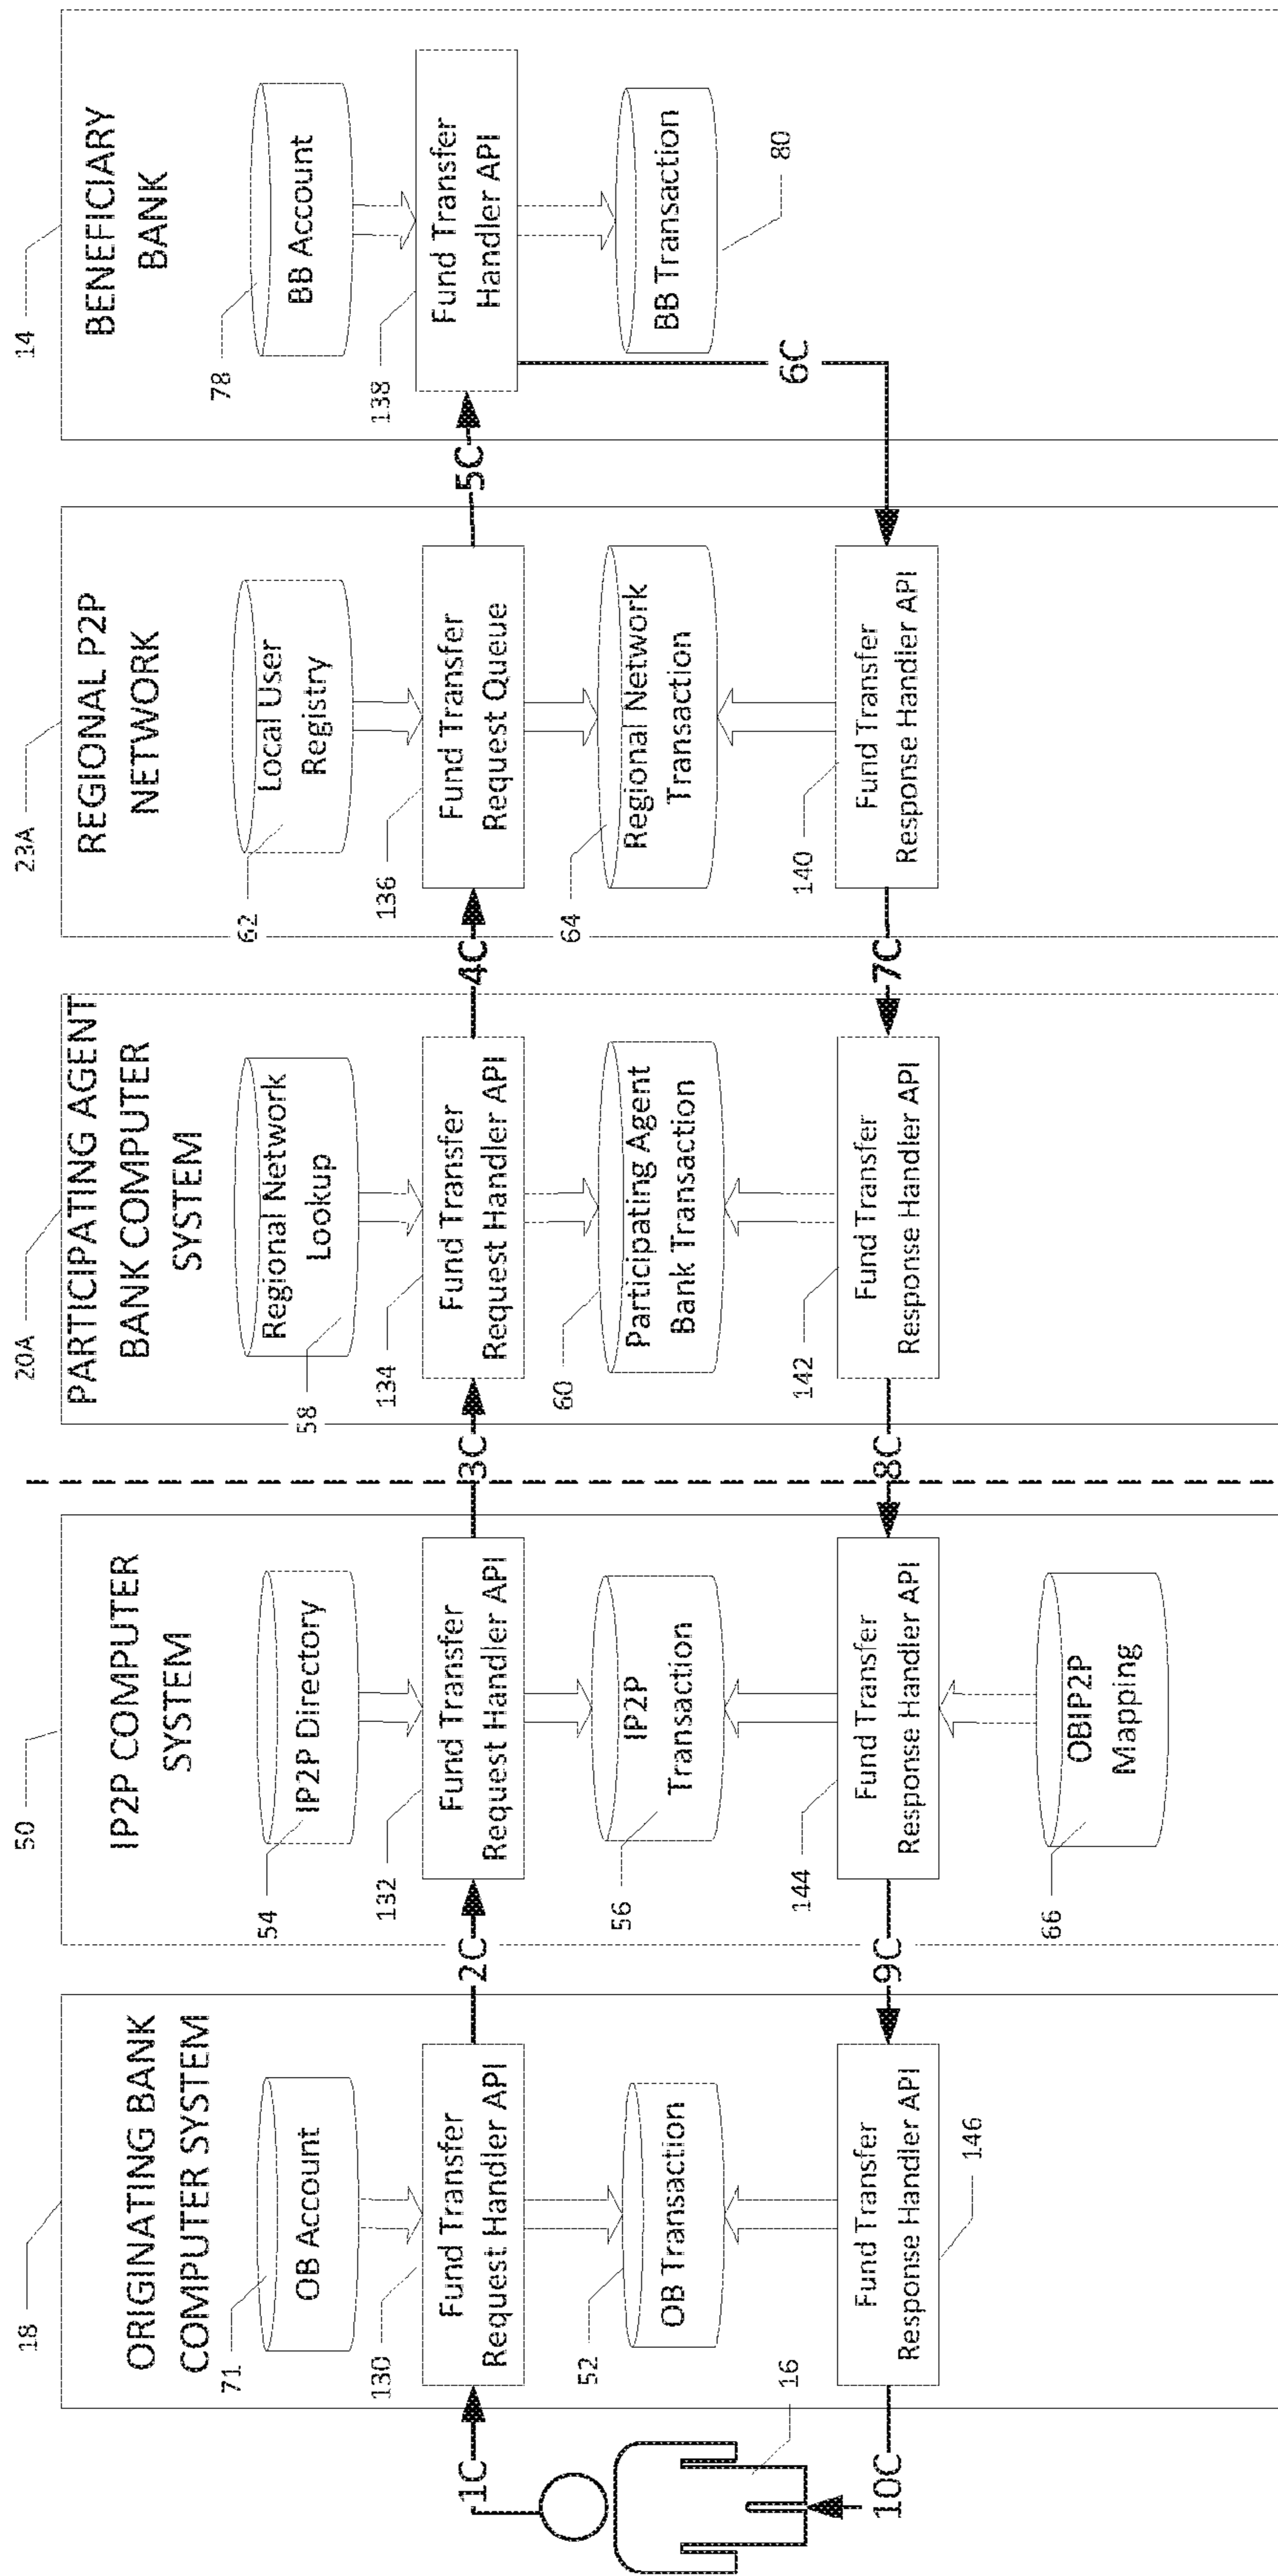 18
ORIGINATING BANK
COMPUTER SYSTEM
71
OB Account
130
Fund Transfer
Request Handler API
52
OB Transaction
16
Fund Transfer
Response Handler API
146
1C
10C
2C
9C
50
IP2P COMPUTER
SYSTEM
54
IP2P Directory
132
Fund Transfer
Request Handler API
56
IP2P
Transaction
144
Fund Transfer
Response Handler API
66
OBIP2P
Mapping
3C
8C
20A
PARTICIPATING AGENT
BANK COMPUTER
SYSTEM
58
Regional Network
Lookup
134
Fund Transfer
Request Handler API
60
Participating Agent
Bank Transaction
142
Fund Transfer
Response Handler API
4C
7C
23A
REGIONAL P2P
NETWORK
62
Local User
Registry
136
Fund Transfer
Request Queue
64
Regional Network
Transaction
140
Fund Transfer
Response Handler API
5C
6C
14
BENEFICIARY
BANK
78
BB Account
138
Fund Transfer
Handler API
BB Transaction
80